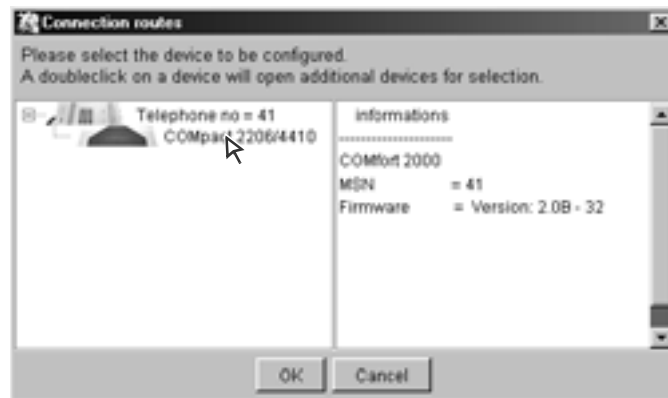 Connection routes
Please select the device to be configured.
A doubleclick on a device will open additional devices for selection.
Telephone no = 41
COMpact 2206/4410
informations
----------------------
COMfort 2000
MSN = 41
Firmware = Version: 2.0B - 32
OK
Cancel